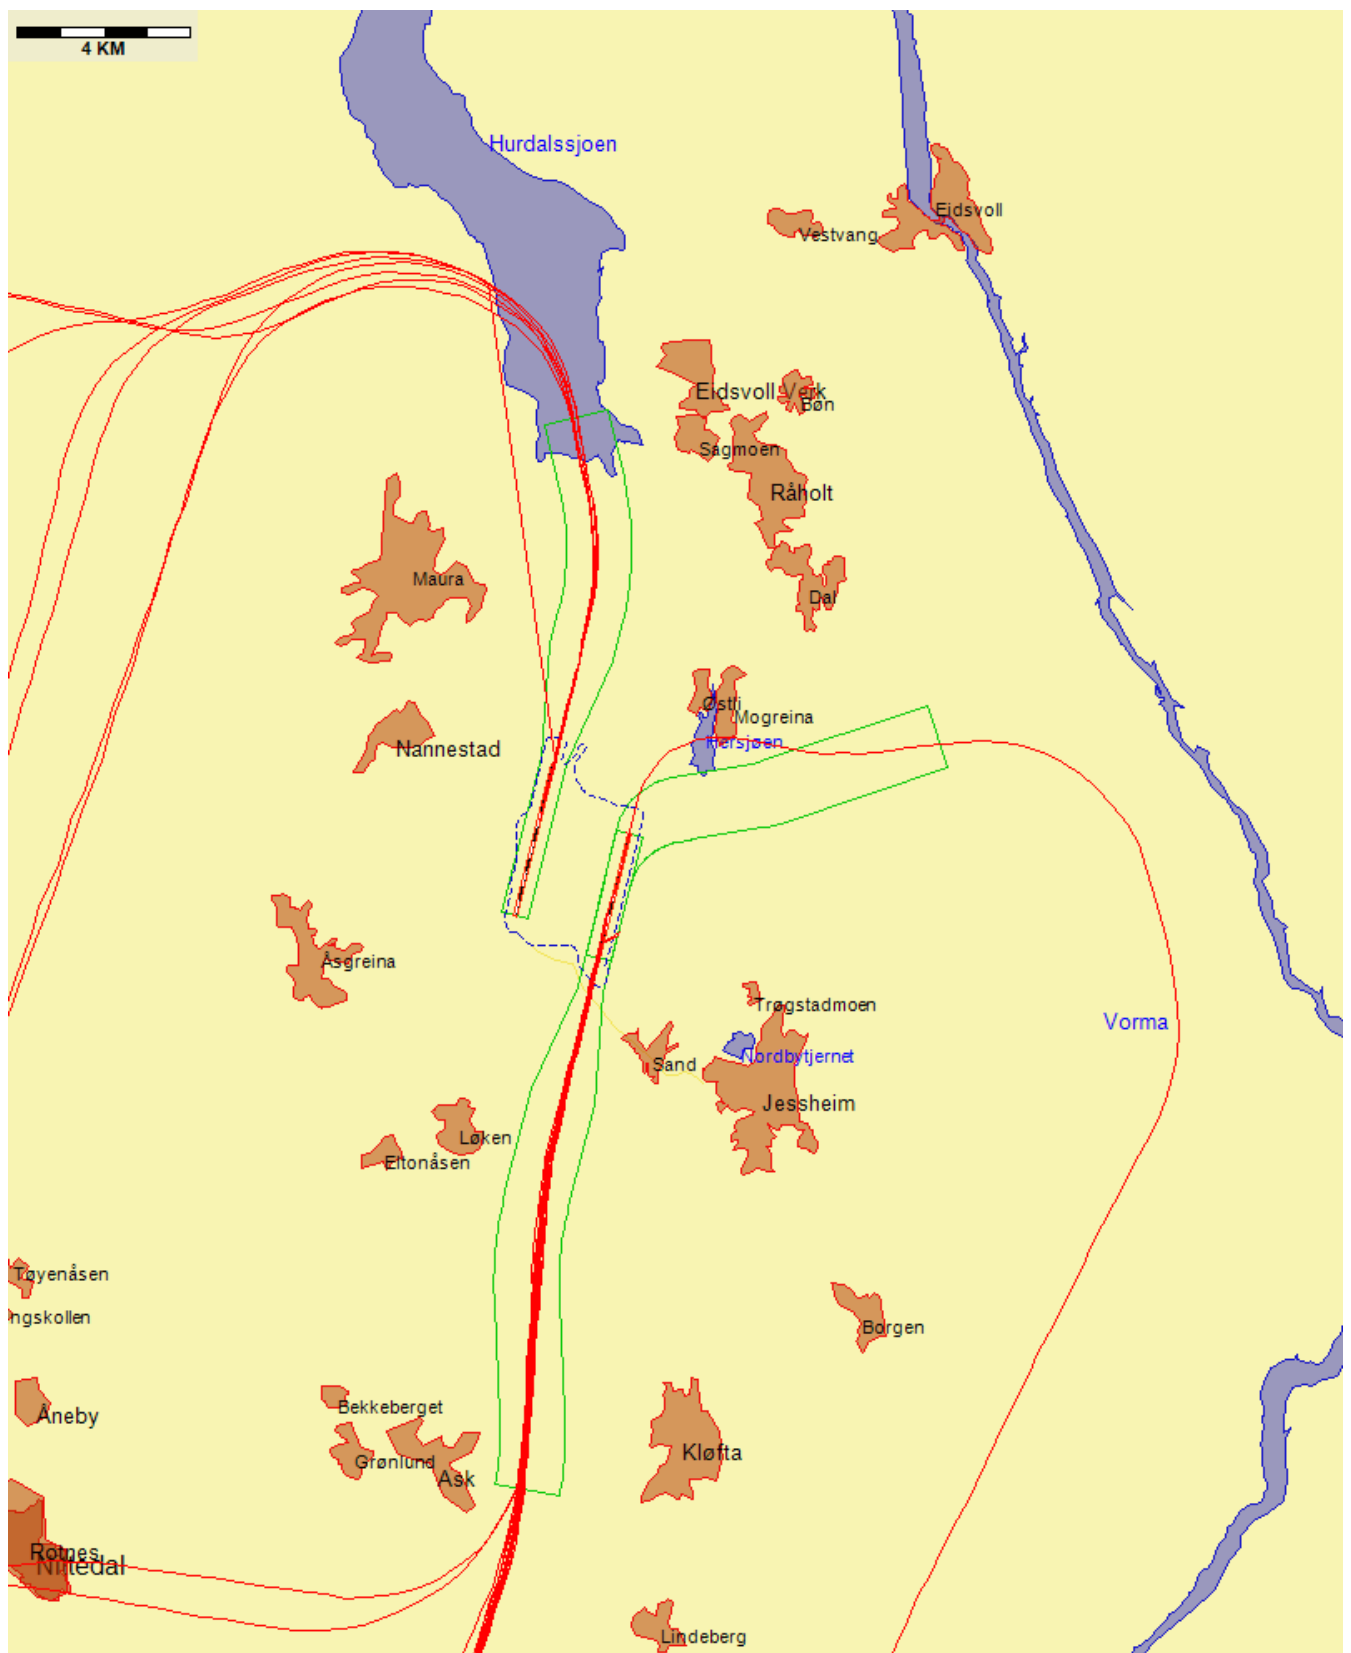 4 KM
Hurdalssjoen
Eidsvoll
Vestvang
Eidsvoll Verk
Bøn
Sagmoen
Råholt
Maura
Dal
Østli
Mogreina
Hersjøen
Nannestad
Åsgreina
Trøgstadmoen
Vorma
Nordbytjernet
Sand
Jessheim
Løken
Eltonåsen
Tøyenåsen
ngskollen
Borgen
Bekkeberget
Åneby
Kløfta
Grønlund
Ask
Rotnes
Nittedal
Lindeberg